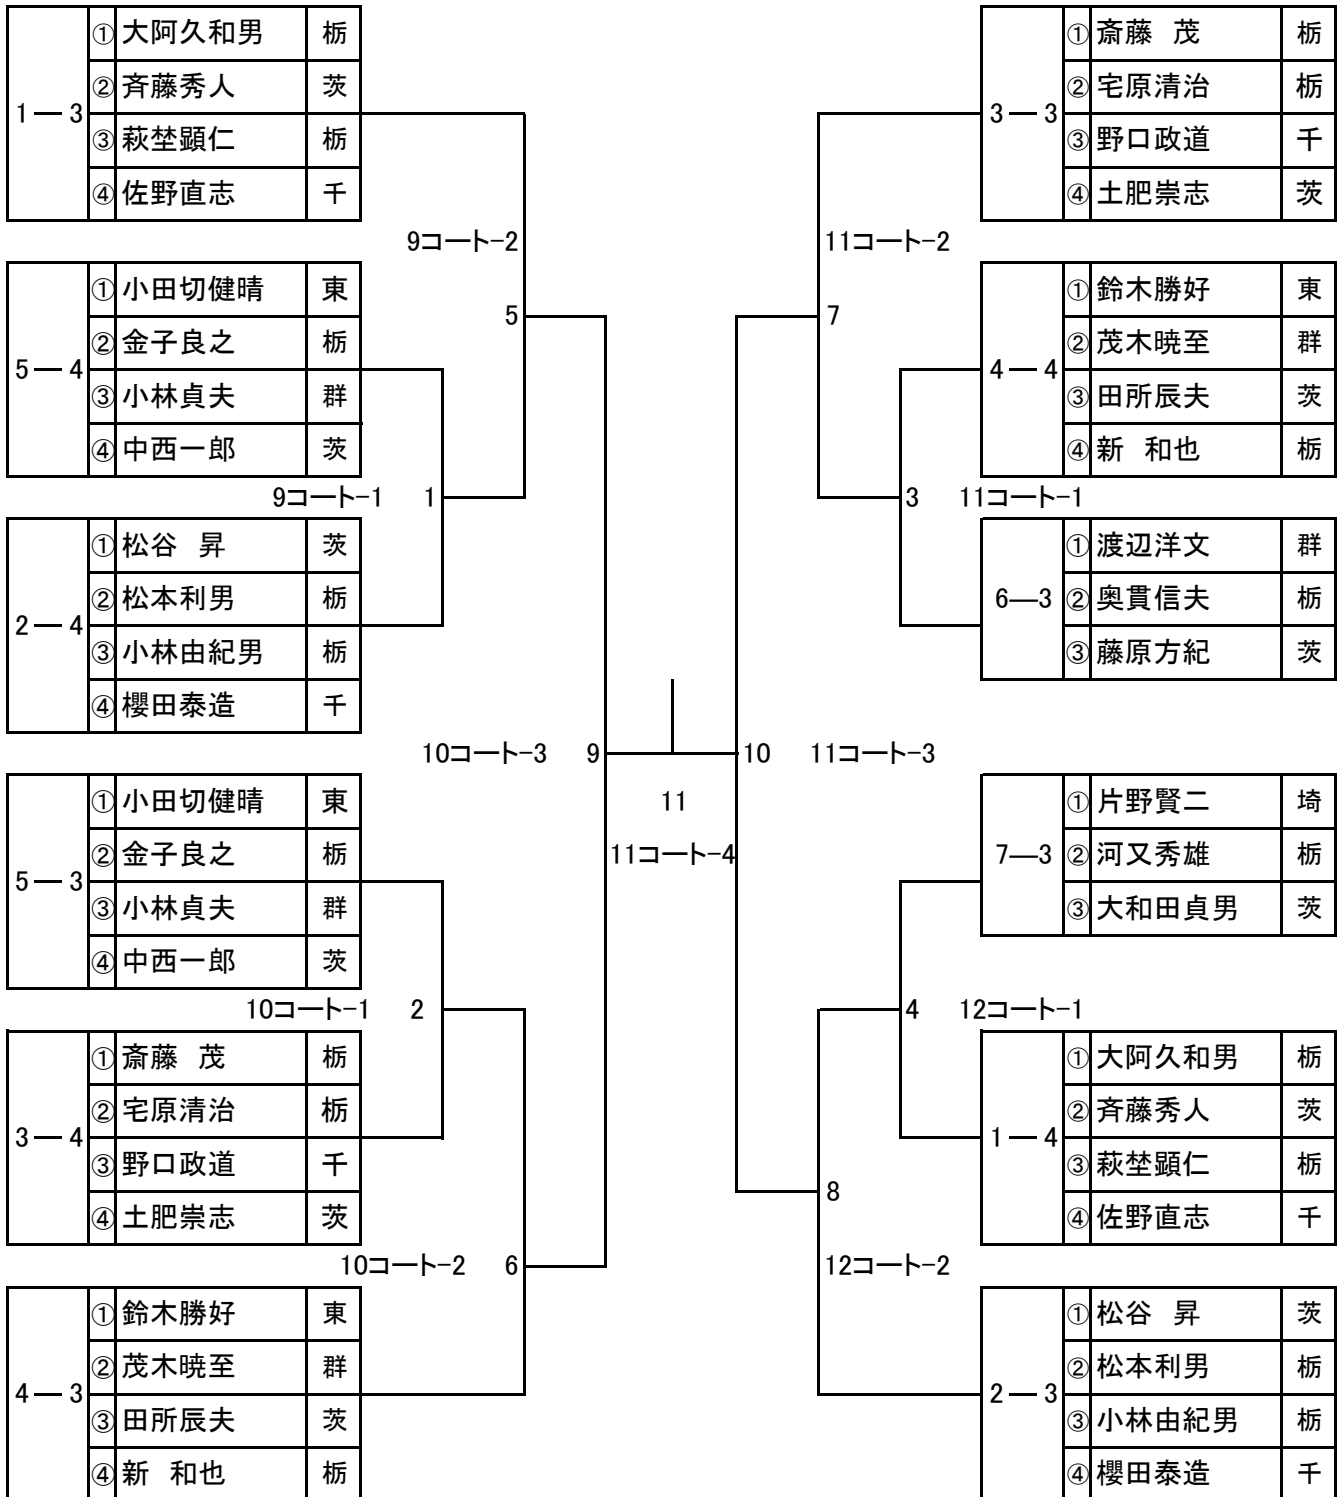 1 — 3
① 大阿久和男 栃
② 斉藤秀人 茨
③ 萩埜顕仁 栃
④ 佐野直志 千
9コート-2
5
5 — 4
① 小田切健晴 東
② 金子良之 栃
③ 小林貞夫 群
④ 中西一郎 茨
9コート-1 1
2 — 4
① 松谷 昇 茨
② 松本利男 栃
③ 小林由紀男 栃
④ 櫻田泰造 千
10コート-3 9
5 — 3
① 小田切健晴 東
② 金子良之 栃
③ 小林貞夫 群
④ 中西一郎 茨
10コート-1 2
3 — 4
① 斎藤 茂 栃
② 宅原清治 栃
③ 野口政道 千
④ 土肥崇志 茨
10コート-2 6
4 — 3
① 鈴木勝好 東
② 茂木暁至 群
③ 田所辰夫 茨
④ 新 和也 栃
11
11コート-4
3 — 3
① 斎藤 茂 栃
② 宅原清治 栃
③ 野口政道 千
④ 土肥崇志 茨
11コート-2
7
4 — 4
① 鈴木勝好 東
② 茂木暁至 群
③ 田所辰夫 茨
④ 新 和也 栃
3 11コート-1
6—3
① 渡辺洋文 群
② 奥貫信夫 栃
③ 藤原方紀 茨
10 11コート-3
7—3
① 片野賢二 埼
② 河又秀雄 栃
③ 大和田貞男 茨
4 12コート-1
1 — 4
① 大阿久和男 栃
② 斉藤秀人 茨
③ 萩埜顕仁 栃
④ 佐野直志 千
8
12コート-2
2 — 3
① 松谷 昇 茨
② 松本利男 栃
③ 小林由紀男 栃
④ 櫻田泰造 千